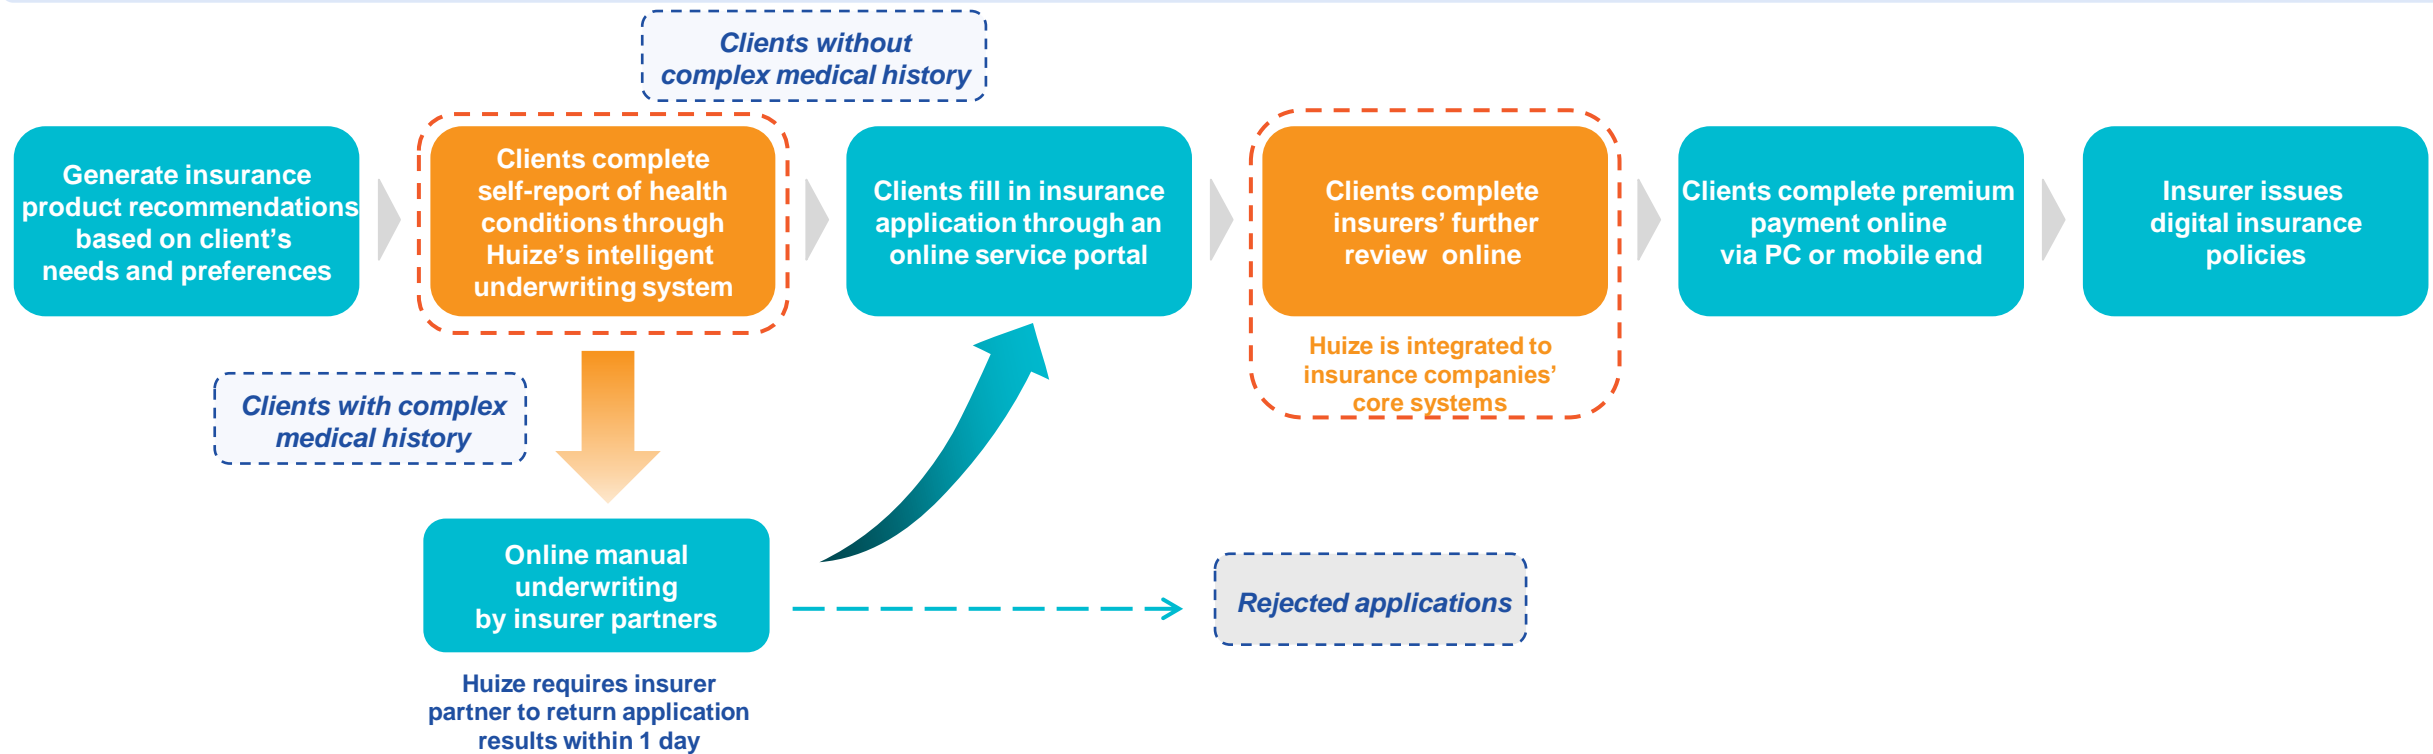 Clients without
complex medical history
Generate insurance
product recommendations
based on client's
needs and preferences
Clients complete
self-report of health
conditions through
Huize's intelligent
underwriting system
Clients fill in insurance
application through an
online service portal
Clients complete
insurers' further
review online
Huize is integrated to
insurance companies'
core systems
Clients complete premium
payment online
via PC or mobile end
Insurer issues
digital insurance
policies
Clients with complex
medical history
Online manual
underwriting
by insurer partners
Huize requires insurer
partner to return application
results within 1 day
Rejected applications